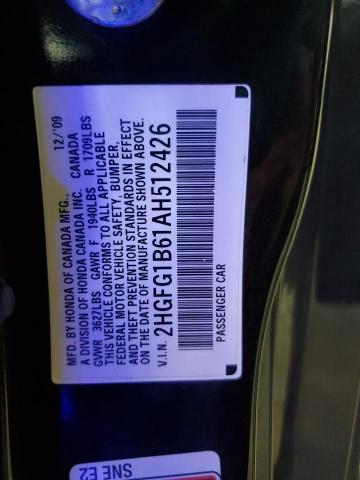 MFD. BY HONDA OF CANADA MFG., 12/09
A DIVISION OF HONDA CANADA INC. CANADA
GVWR 3627LBS GAWR F 1940LBS R 1709LBS
THIS VEHICLE CONFORMS TO ALL APPLICABLE
FEDERAL MOTOR VEHICLE SAFETY, BUMPER,
AND THEFT PREVENTION STANDARDS IN EFFECT
ON THE DATE OF MANUFACTURE SHOWN ABOVE.
V.I.N. 2HGFG1B61AH512426
PASSENGER CAR
SNE E2